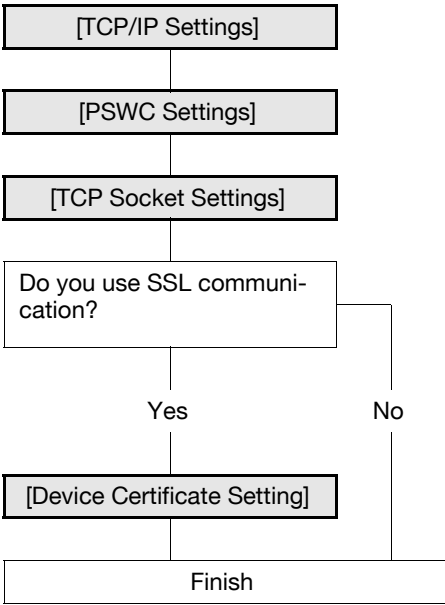 [TCP/IP Settings]
[PSWC Settings]
[TCP Socket Settings]
Do you use SSL communi-
cation?
Yes No
[Device Certificate Setting]
Finish